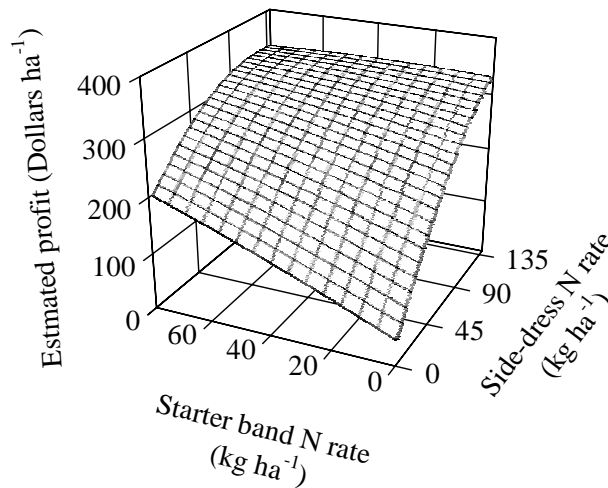 Estmated profit (Dollars ha⁻¹)
400
300
200
100
0
60
40
20
0
Starter band N rate
(kg ha⁻¹)
135
90
45
0
Side-dress N rate
(kg ha⁻¹)